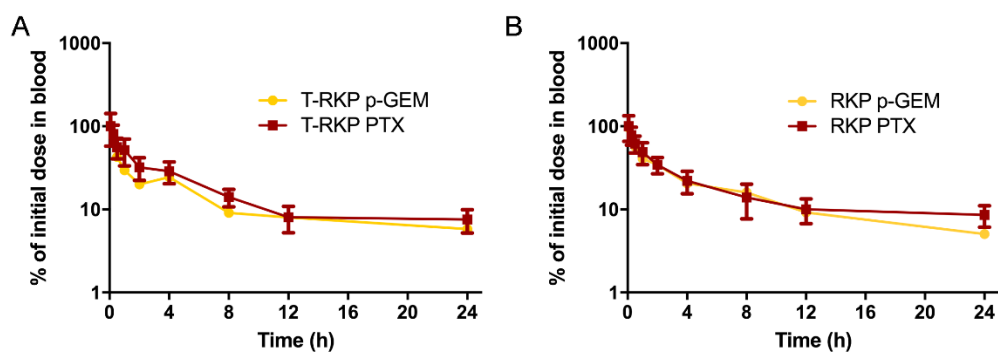 A
% of initial dose in blood
1000
100
10
1
T-RKP p-GEM
T-RKP PTX
0 4 8 12 16 20 24
Time (h)
B
% of initial dose in blood
1000
100
10
1
RKP p-GEM
RKP PTX
0 4 8 12 16 20 24
Time (h)